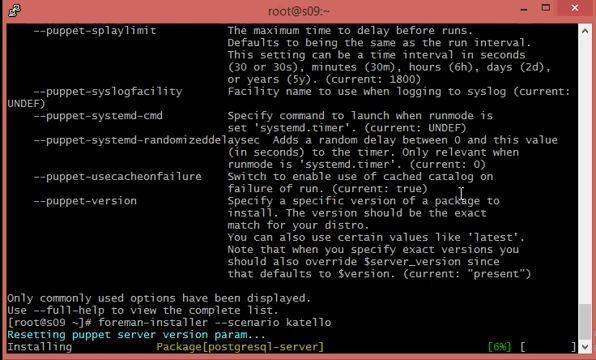 root@s09:~
--puppet-splaylimit The maximum time to delay before runs.
Defaults to being the same as the run interval.
This setting can be a time interval in seconds
(30 or 30s), minutes (30m), hours (6h), days (2d),
or years (5y). (current: 1800)
--puppet-syslogfacility Facility name to use when logging to syslog (current:
UNDEF)
--puppet-systemd-cmd Specify command to launch when runmode is
set 'systemd.timer'. (current: UNDEF)
--puppet-systemd-randomizeddelaysec Adds a random delay between 0 and this value
(in seconds) to the timer. Only relevant when
runmode is 'systemd.timer'. (current: 0)
--puppet-usecacheonfailure Switch to enable use of cached catalog on
failure of run. (current: true)
--puppet-version Specify a specific version of a package to
install. The version should be the exact
match for your distro.
You can also use certain values like 'latest'.
Note that when you specify exact versions you
should also override $server_version since
that defaults to $version. (current: "present")
Only commonly used options have been displayed.
Use --full-help to view the complete list.
[root@s09 ~]# foreman-installer --scenario katello
Resetting puppet server version param...
Installing Package[postgresql-server] [6%] [ ]